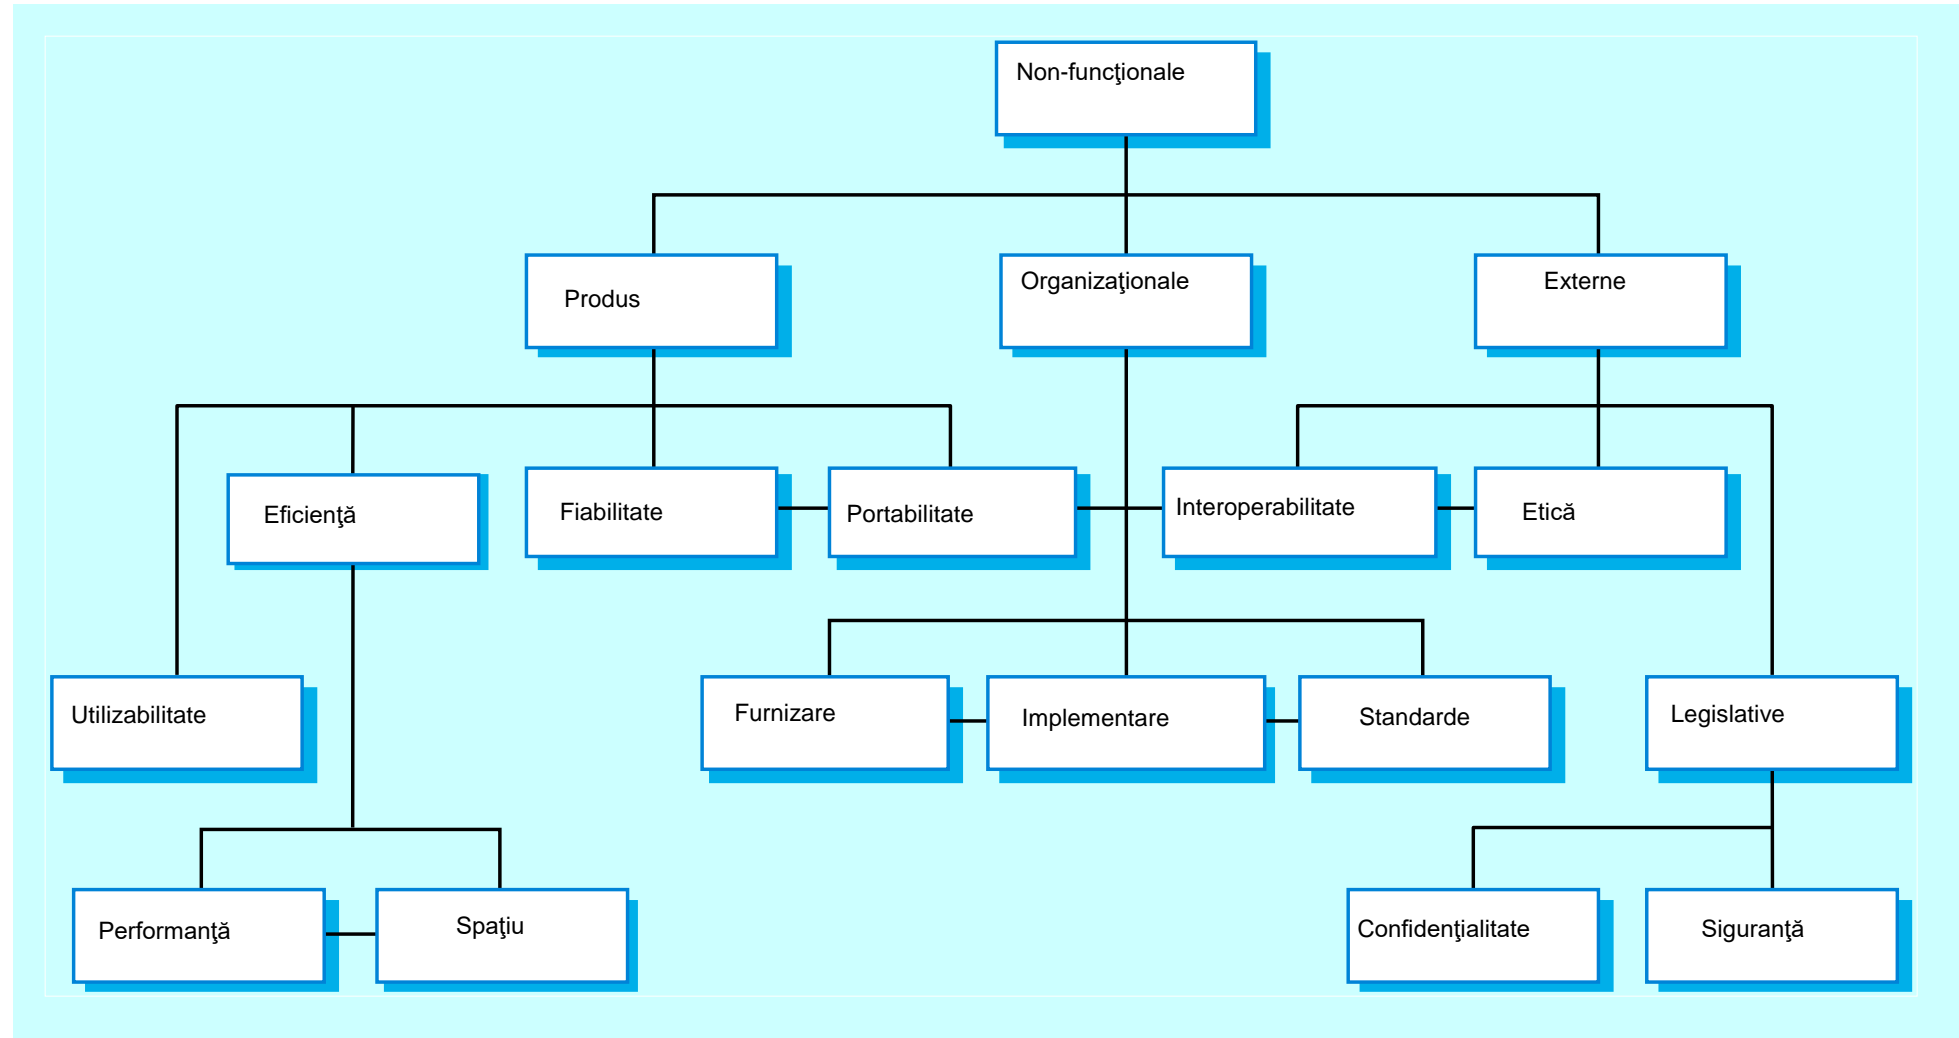 Non-funcţionale
Produs
Organizaţionale
Externe
Eficienţă
Fiabilitate
Portabilitate
Interoperabilitate
Etică
Utilizabilitate
Furnizare
Implementare
Standarde
Legislative
Performanţă
Spaţiu
Confidenţialitate
Siguranţă